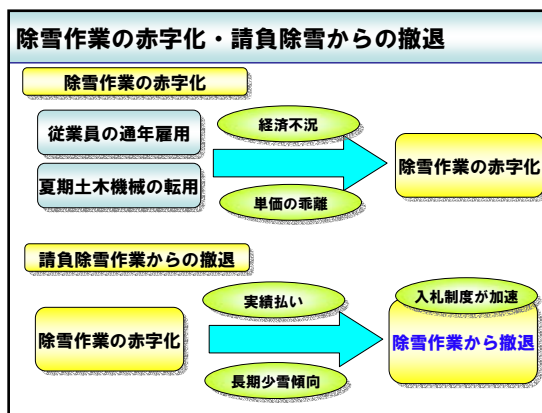 除雪作業の赤字化・請負除雪からの撤退
除雪作業の赤字化
従業員の通年雇用
夏期土木機械の転用
経済不況
単価の乖離
除雪作業の赤字化
請負除雪作業からの撤退
除雪作業の赤字化
実績払い
長期少雪傾向
入札制度が加速
除雪作業から撤退